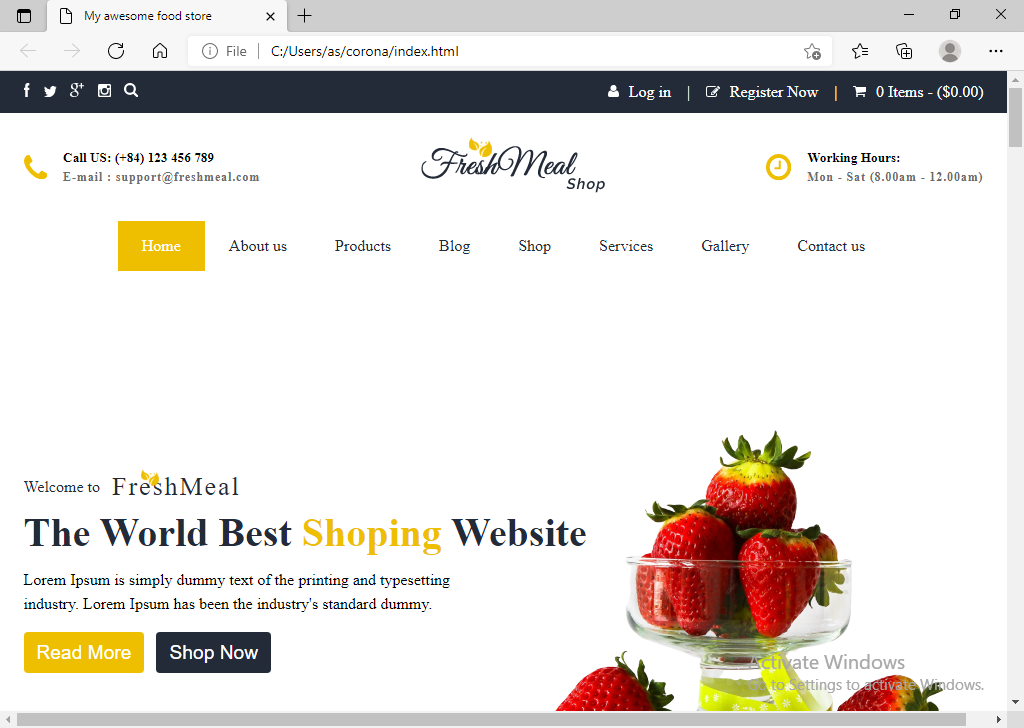 My awesome food store
File
C:/Users/as/corona/index.html
Log in | Register Now | 0 Items - ($0.00)
Call US: (+84) 123 456 789
E-mail : support@freshmeal.com
FreshMeal
Shop
Working Hours:
Mon - Sat (8.00am - 12.00am)
Home About us Products Blog Shop Services Gallery Contact us
Welcome to FreshMeal
The World Best Shoping Website
Lorem Ipsum is simply dummy text of the printing and typesetting
industry. Lorem Ipsum has been the industry's standard dummy.
Read More Shop Now
Activate Windows
Go to Settings to activate Windows.